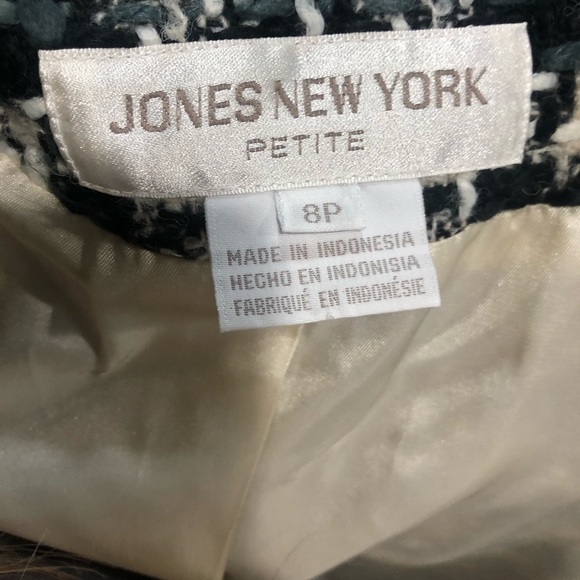 JONES NEW YORK
PETITE
8P
MADE IN INDONESIA
HECHO EN INDONISIA
FABRIQUÉ EN INDONÉSIE